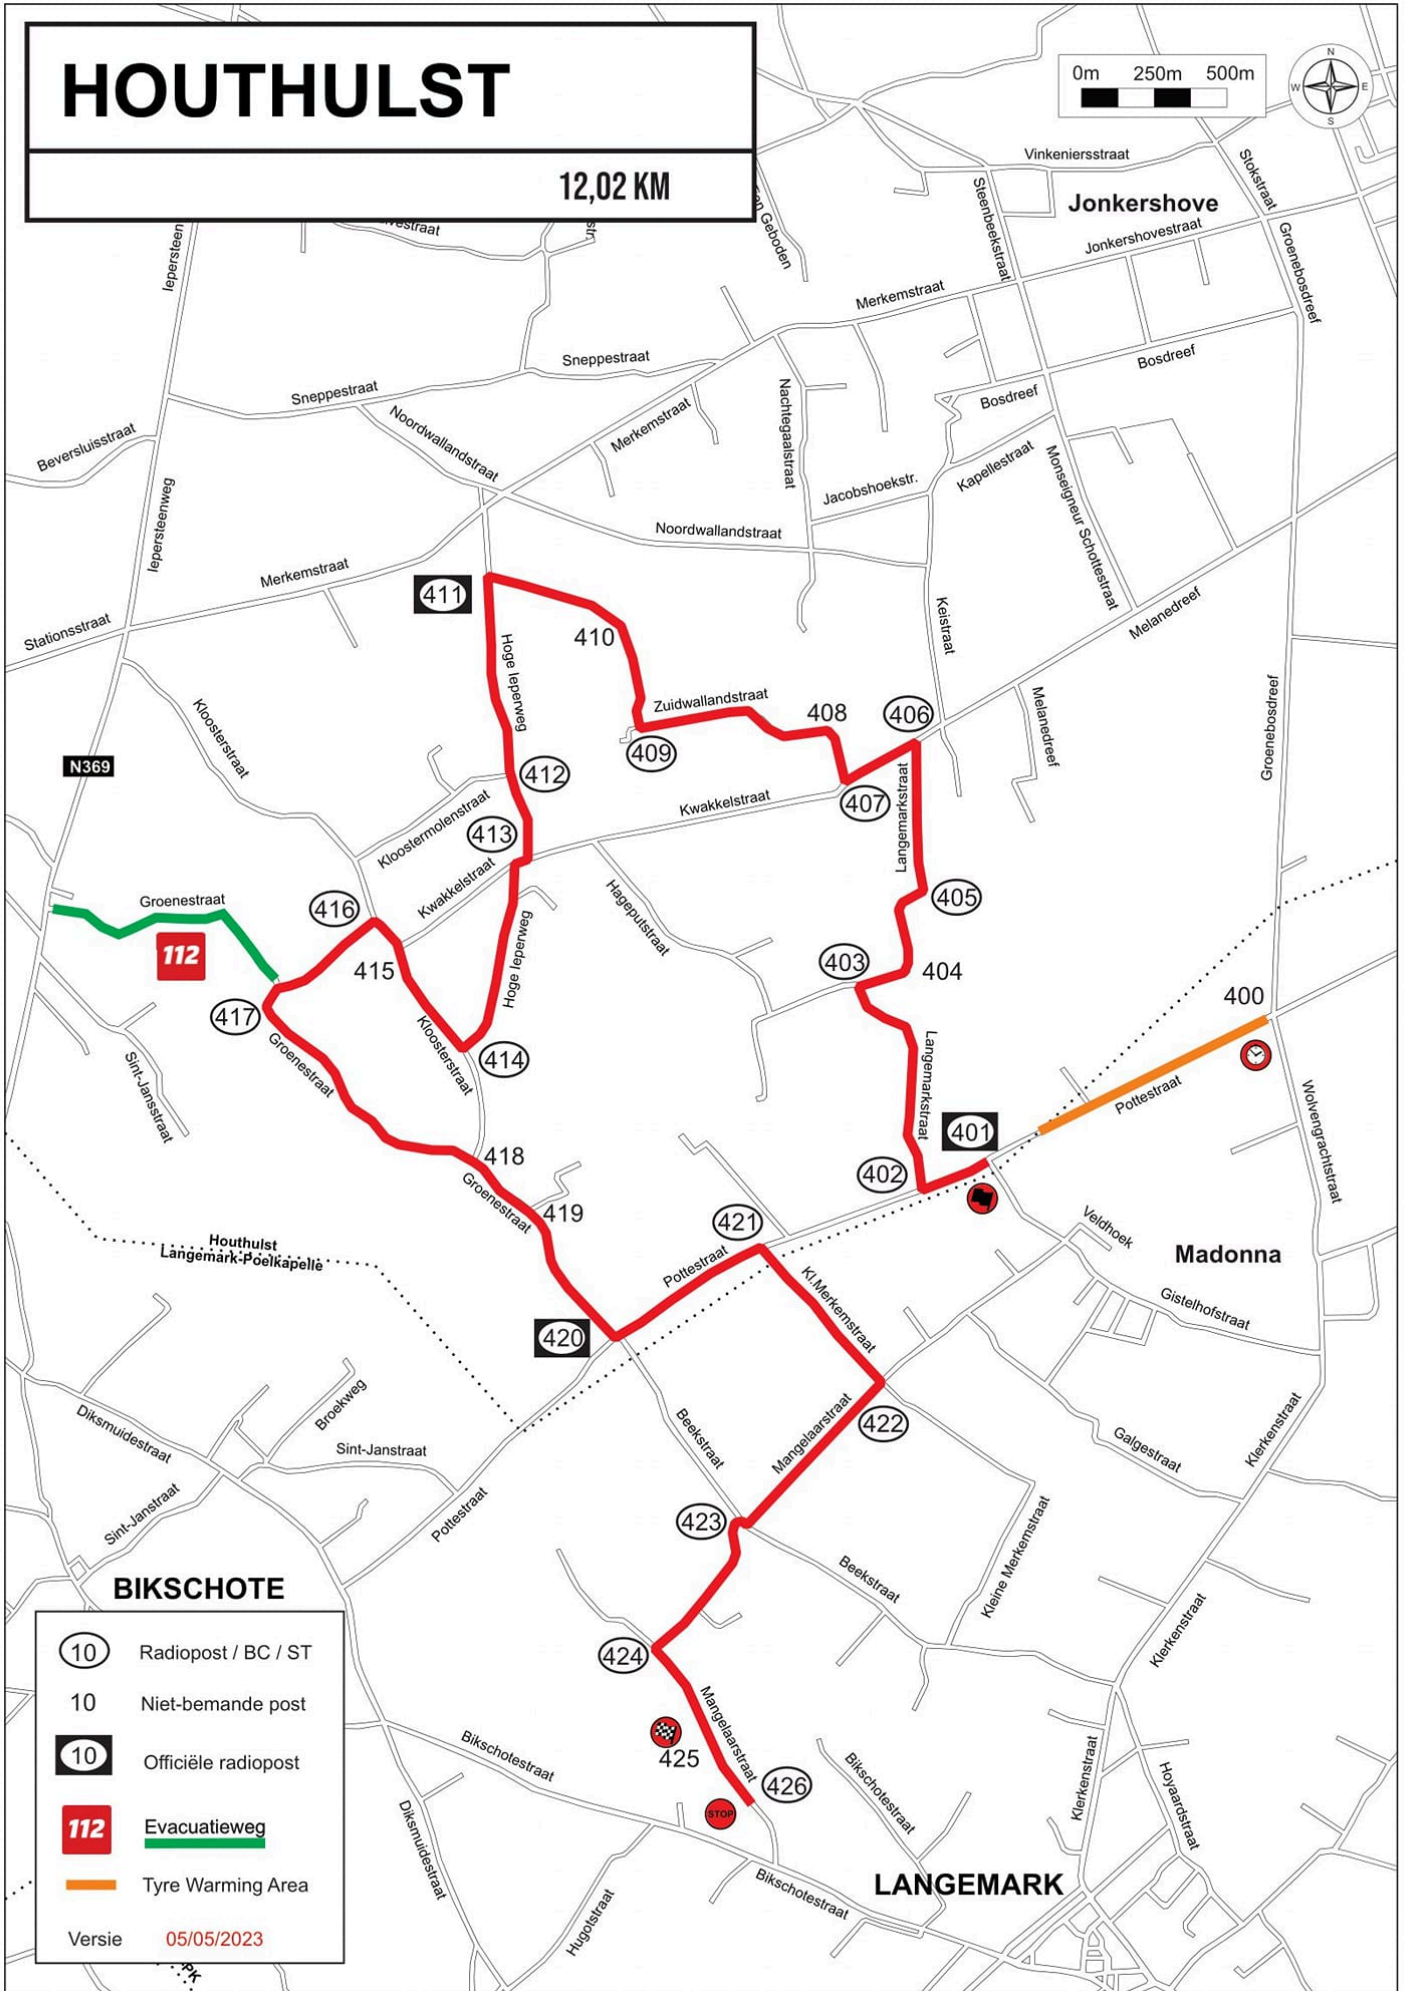 HOUTHULST
12,02 KM
0m 250m 500m
N
W
E
S
Vinkeniersstraat
Stokstraat
Steenbeekstraat
Jonkershove
Jonkershovestraat
Groenebosdreef
Geboden
Iepersteen
Merkemstraat
Sneppestraat
Sneppestraat
Bosdreef
Bosdreef
Nachtegaalstraat
Noordwallandstraat
Merkemstraat
Beversluisstraat
Kapellestraat
Monseigneur Schottestraat
Jacobshoekstr.
Iepersteenweg
Noordwallandstraat
Merkemstraat
411
Keistraat
Melanedreef
Stationsstraat
410
Hoge Ieperweg
Zuidwallandstraat
Kloosterstraat
408
406
Melanedreef
Groenebosdreef
409
N369
412
407
Kwakkelstraat
Langemarkstraat
Kloostermolenstraat
413
Kwakkelstraat
Hageputstraat
405
Groenestraat
416
112
415
Hoge Ieperweg
403
404
400
417
Groenestraat
Kloosterstraat
414
Langemarkstraat
Pottestraat
Sint-Jansstraat
Wolvengrachtstraat
401
418
402
Groenestraat
419
421
Veldhoek
Houthulst
Langemark-Poelkapelle
Pottestraat
Kl.Merkemstraat
Madonna
Gistelhofstraat
420
Diksmuidestraat
Broekweg
Beekstraat
Mangelaarstraat
422
Klerkenstraat
Galgestraat
Sint-Janstraat
Sint-Janstraat
Pottestraat
423
Kleine Merkemstraat
Beekstraat
BIKSCHOTE
Klerkenstraat
10 Radiopost / BC / ST
424
10 Niet-bemande post
Mangelaarstraat
10 Officiële radiopost
Bikschotestraat
425
426
STOP
Bikschotestraat
Klerkenstraat
Hoyaardstraat
112 Evacuatieweg
Diksmuidestraat
Tyre Warming Area
Bikschotestraat
LANGEMARK
Hugotstraat
Versie 05/05/2023